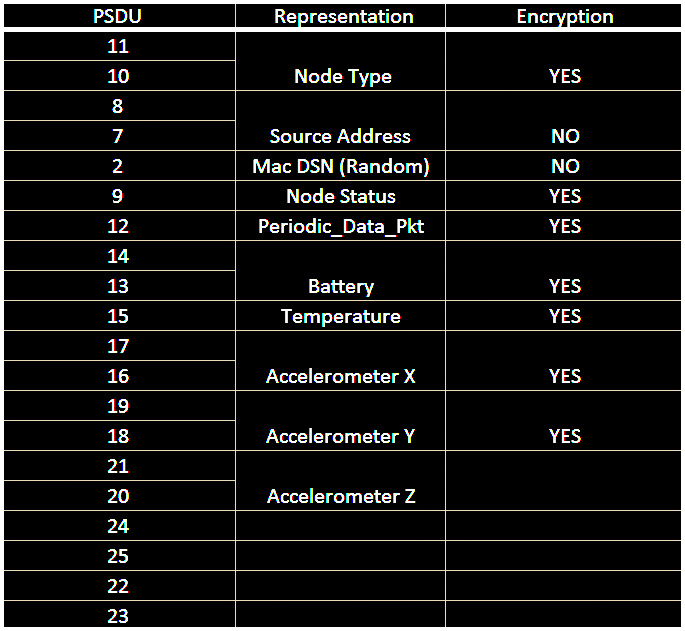 PSDU Representation Encryption
11
10 Node Type YES
8
7 Source Address NO
2 Mac DSN (Random) NO
9 Node Status YES
12 Periodic_Data_Pkt YES
14
13 Battery YES
15 Temperature YES
17
16 Accelerometer X YES
19
18 Accelerometer Y YES
21
20 Accelerometer Z
24
25
22
23